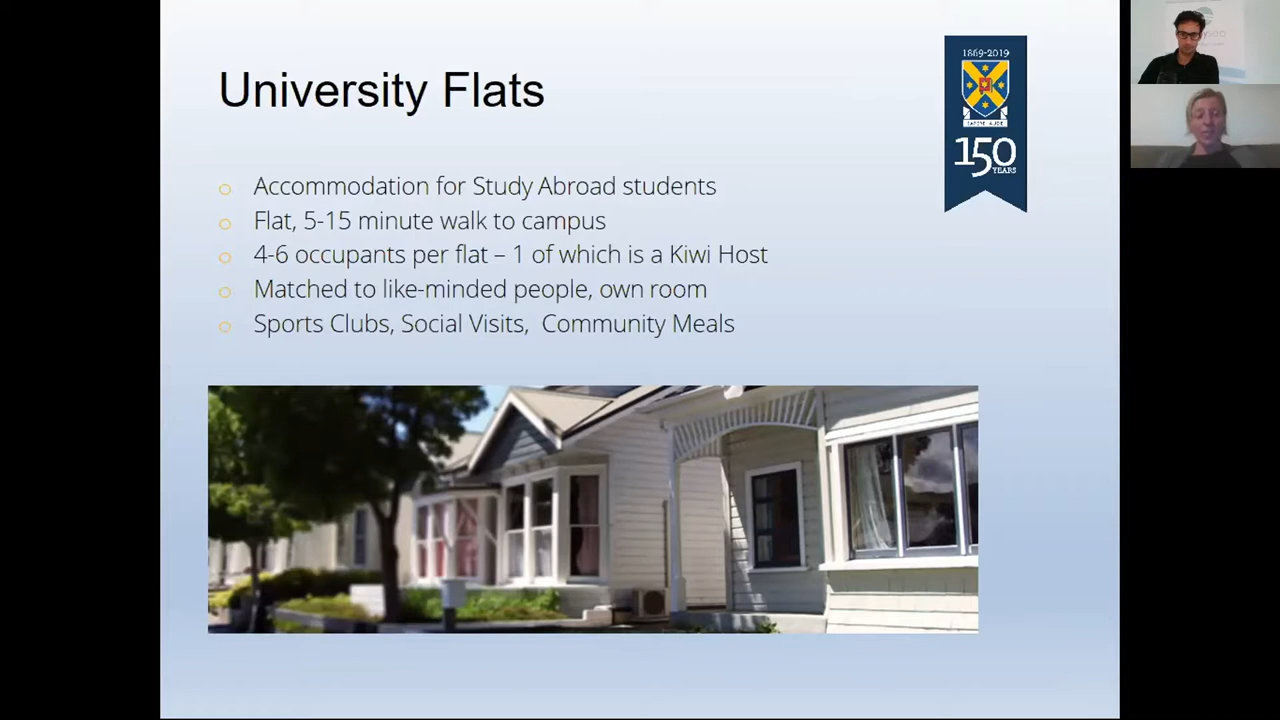 University Flats
1869-2019
SAPERE AUDE
150
YEARS
Accommodation for Study Abroad students
Flat, 5-15 minute walk to campus
4-6 occupants per flat – 1 of which is a Kiwi Host
Matched to like-minded people, own room
Sports Clubs, Social Visits, Community Meals